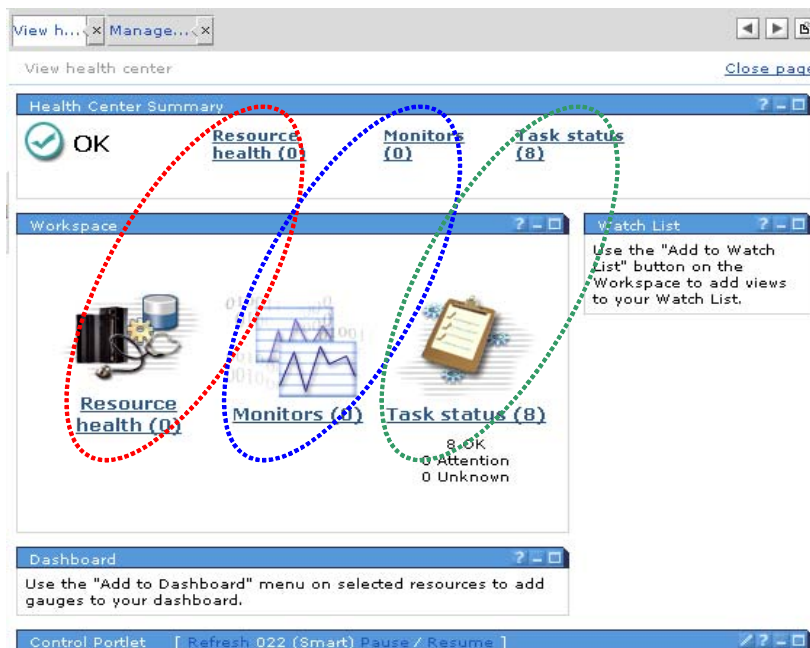 View h...
Manage...
View health center
Close page
Health Center Summary
OK
Resource health (0)
Monitors (0)
Task status (8)
Workspace
Watch List
Use the "Add to Watch
List" button on the
Workspace to add views
to your Watch List.
Resource
health (0)
Monitors (0)
Task status (8)
8 OK
0 Attention
0 Unknown
Dashboard
Use the "Add to Dashboard" menu on selected resources to add
gauges to your dashboard.
Control Portlet [ Refresh 022 (Smart) Pause / Resume ]